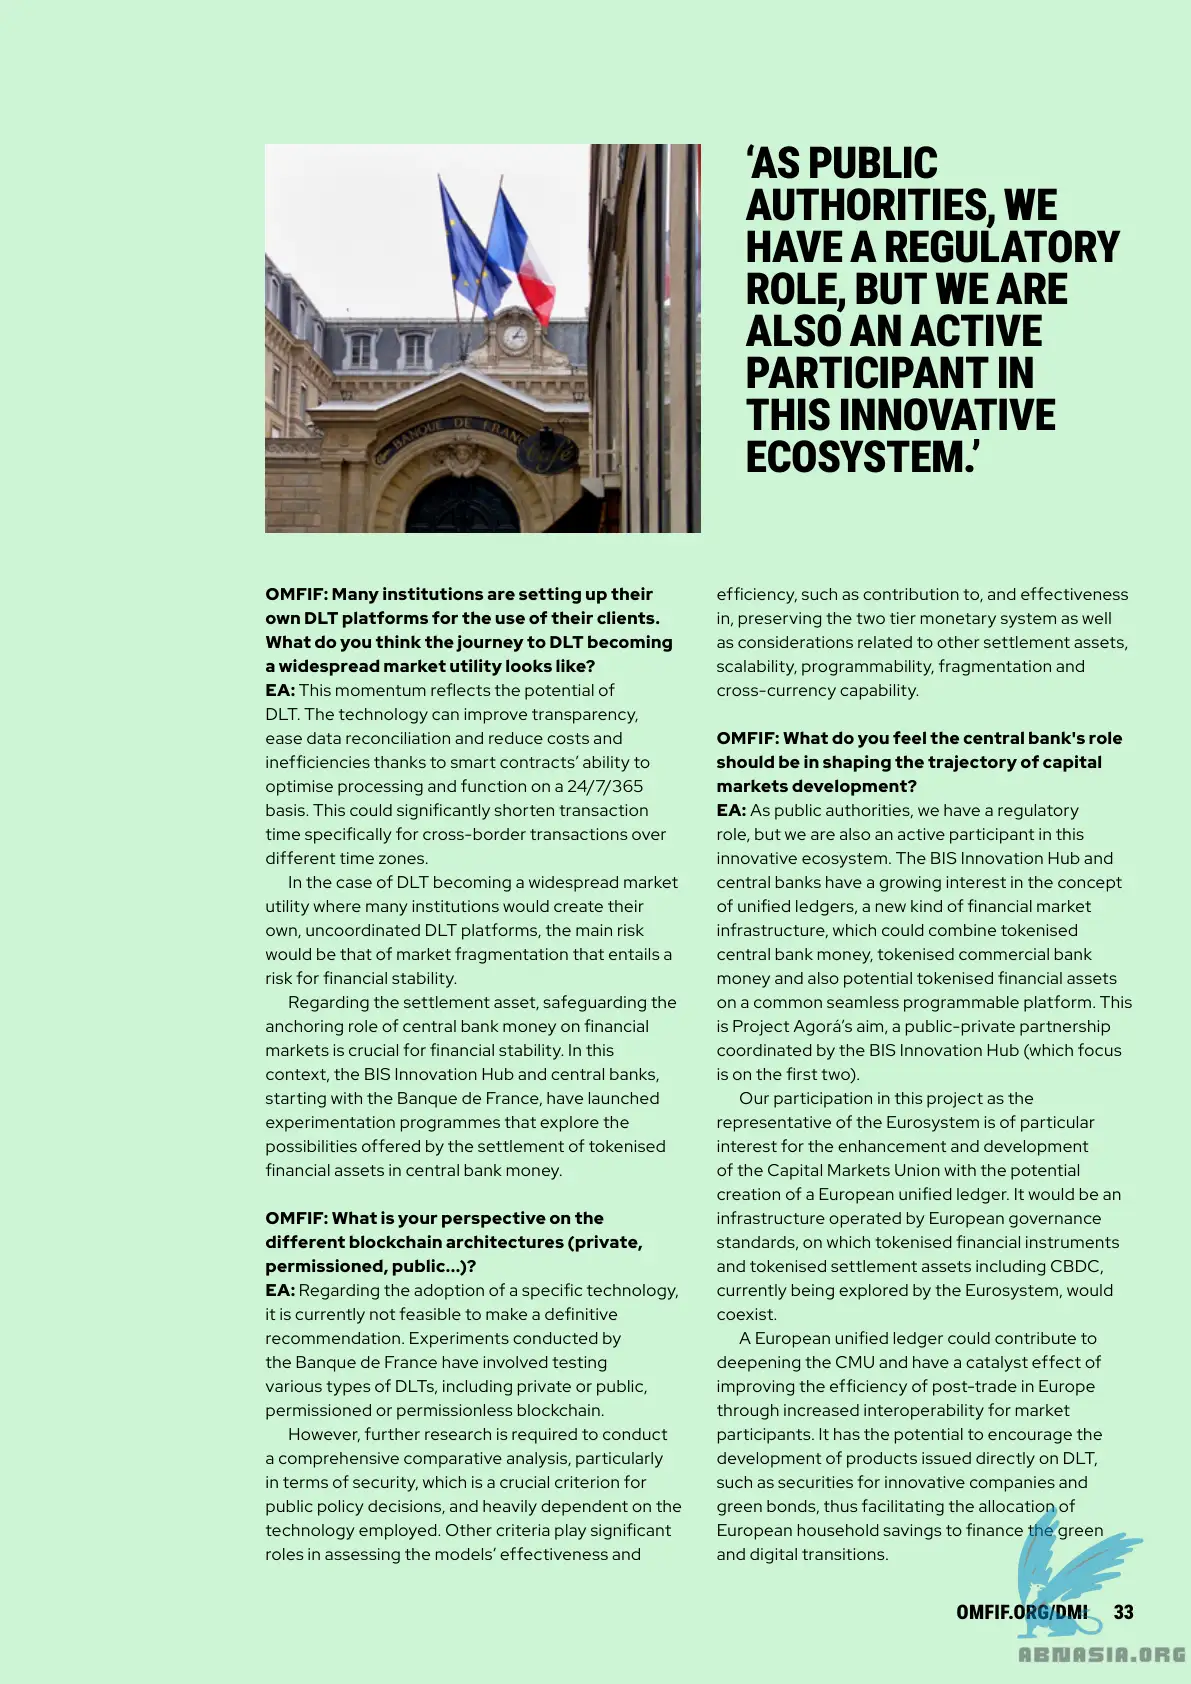 BANQUE DE FRANC
Café
‘AS PUBLIC
AUTHORITIES, WE
HAVE A REGULATORY
ROLE, BUT WE ARE
ALSO AN ACTIVE
PARTICIPANT IN
THIS INNOVATIVE
ECOSYSTEM.’
OMFIF: Many institutions are setting up their
own DLT platforms for the use of their clients.
What do you think the journey to DLT becoming
a widespread market utility looks like?
EA: This momentum reflects the potential of
DLT. The technology can improve transparency,
ease data reconciliation and reduce costs and
inefficiencies thanks to smart contracts’ ability to
optimise processing and function on a 24/7/365
basis. This could significantly shorten transaction
time specifically for cross-border transactions over
different time zones.
In the case of DLT becoming a widespread market
utility where many institutions would create their
own, uncoordinated DLT platforms, the main risk
would be that of market fragmentation that entails a
risk for financial stability.
Regarding the settlement asset, safeguarding the
anchoring role of central bank money on financial
markets is crucial for financial stability. In this
context, the BIS Innovation Hub and central banks,
starting with the Banque de France, have launched
experimentation programmes that explore the
possibilities offered by the settlement of tokenised
financial assets in central bank money.
OMFIF: What is your perspective on the
different blockchain architectures (private,
permissioned, public...)?
EA: Regarding the adoption of a specific technology,
it is currently not feasible to make a definitive
recommendation. Experiments conducted by
the Banque de France have involved testing
various types of DLTs, including private or public,
permissioned or permissionless blockchain.
However, further research is required to conduct
a comprehensive comparative analysis, particularly
in terms of security, which is a crucial criterion for
public policy decisions, and heavily dependent on the
technology employed. Other criteria play significant
roles in assessing the models’ effectiveness and
efficiency, such as contribution to, and effectiveness
in, preserving the two tier monetary system as well
as considerations related to other settlement assets,
scalability, programmability, fragmentation and
cross-currency capability.
OMFIF: What do you feel the central bank's role
should be in shaping the trajectory of capital
markets development?
EA: As public authorities, we have a regulatory
role, but we are also an active participant in this
innovative ecosystem. The BIS Innovation Hub and
central banks have a growing interest in the concept
of unified ledgers, a new kind of financial market
infrastructure, which could combine tokenised
central bank money, tokenised commercial bank
money and also potential tokenised financial assets
on a common seamless programmable platform. This
is Project Agorá’s aim, a public-private partnership
coordinated by the BIS Innovation Hub (which focus
is on the first two).
Our participation in this project as the
representative of the Eurosystem is of particular
interest for the enhancement and development
of the Capital Markets Union with the potential
creation of a European unified ledger. It would be an
infrastructure operated by European governance
standards, on which tokenised financial instruments
and tokenised settlement assets including CBDC,
currently being explored by the Eurosystem, would
coexist.
A European unified ledger could contribute to
deepening the CMU and have a catalyst effect of
improving the efficiency of post-trade in Europe
through increased interoperability for market
participants. It has the potential to encourage the
development of products issued directly on DLT,
such as securities for innovative companies and
green bonds, thus facilitating the allocation of
European household savings to finance the green
and digital transitions.
OMFIF.ORG/DMI 33
ABNASIA.ORG